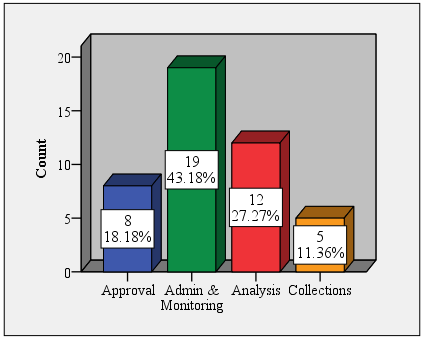 Count
20
15
10
5
0
8
18.18%
19
43.18%
12
27.27%
5
11.36%
Approval
Admin &
Monitoring
Analysis
Collections